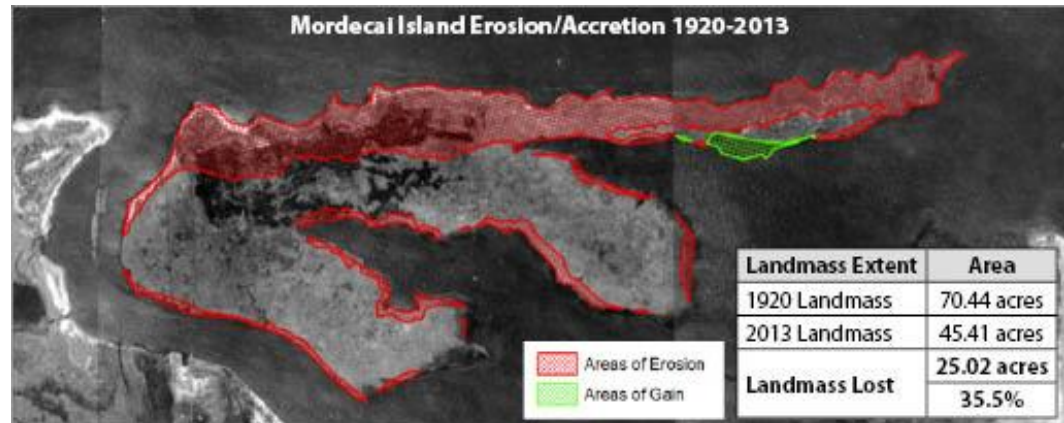 Mordecai Island Erosion/Accretion 1920-2013
Landmass Extent Area
1920 Landmass 70.44 acres
2013 Landmass 45.41 acres
Landmass Lost 25.02 acres
35.5%
Areas of Erosion
Areas of Gain